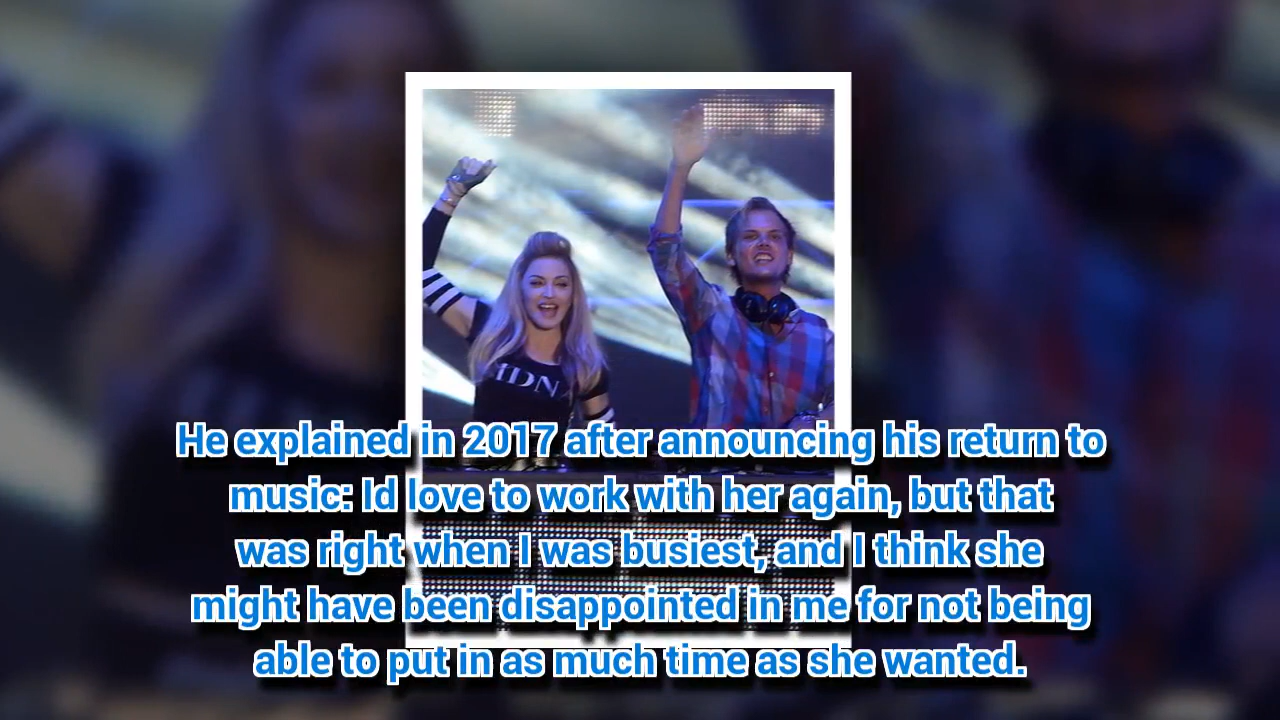 MDN
He explained in 2017 after announcing his return to
music: Id love to work with her again, but that
was right when I was busiest, and I think she
might have been disappointed in me for not being
able to put in as much time as she wanted.